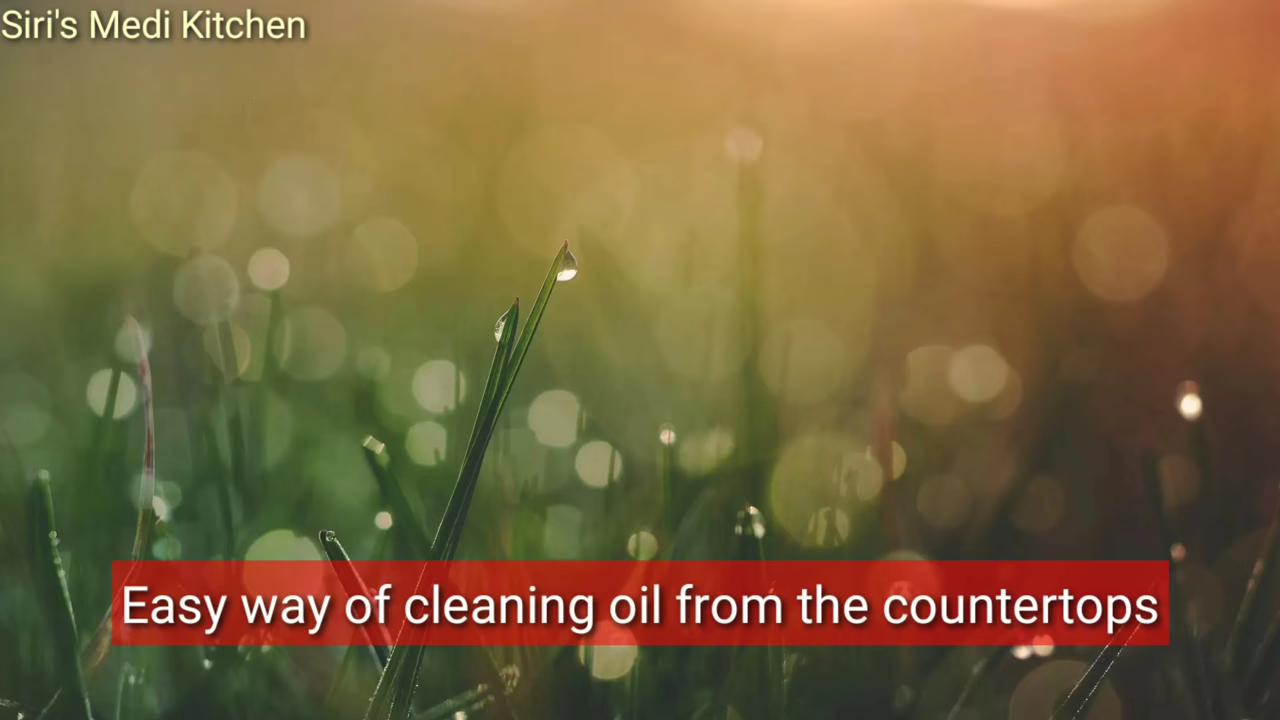 Siri's Medi Kitchen
Easy way of cleaning oil from the countertops